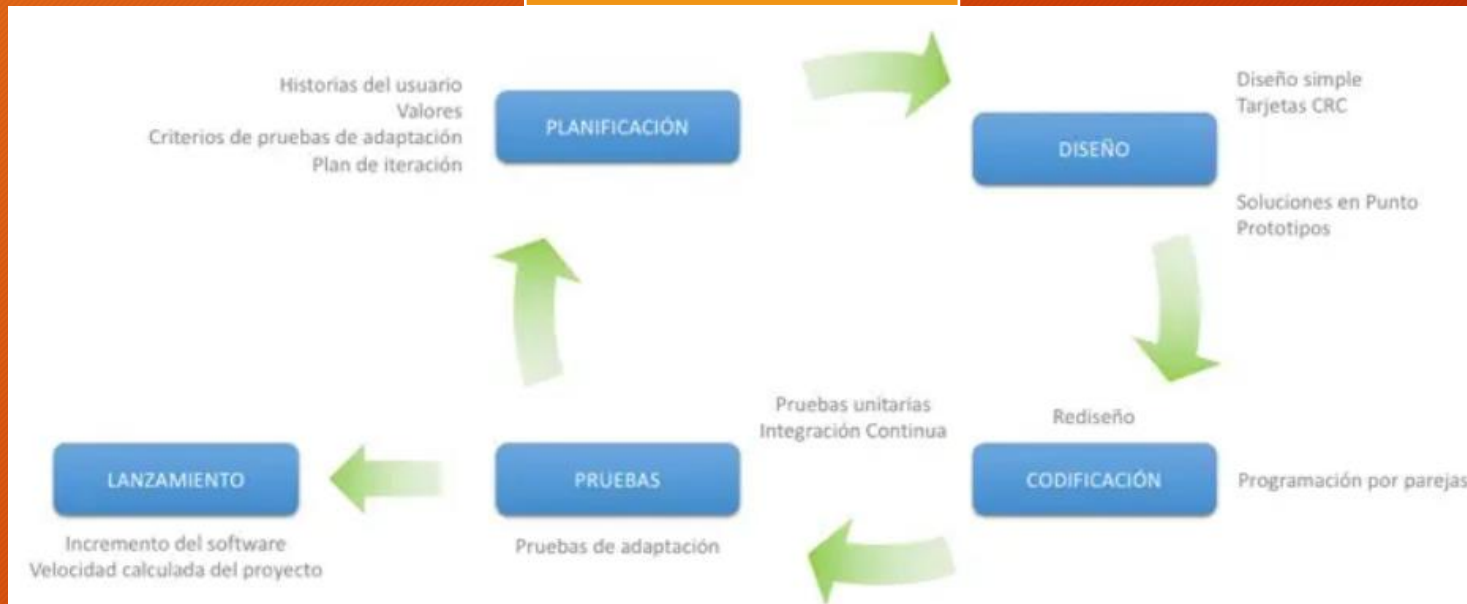 Historias del usuario
Valores
Criterios de pruebas de adaptación
Plan de iteración
PLANIFICACIÓN
Diseño simple
Tarjetas CRC
DISEÑO
Soluciones en Punto
Prototipos
Rediseño
CODIFICACIÓN
Programación por parejas
Pruebas unitarias
Integración Continua
PRUEBAS
Pruebas de adaptación
LANZAMIENTO
Incremento del software
Velocidad calculada del proyecto